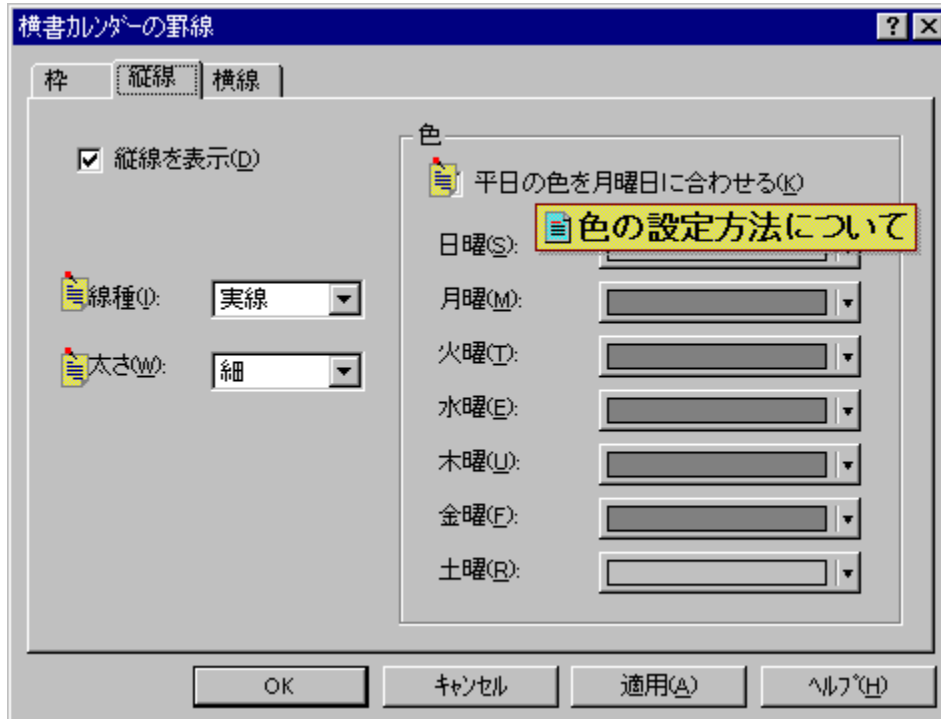 横書カレンダーの罫線
枠 縦線 横線
縦線を表示(D)
線種(I): 実線
太さ(W): 細
色
平日の色を月曜日に合わせる(K)
色の設定方法について
日曜(S):
月曜(M):
火曜(T):
水曜(E):
木曜(U):
金曜(F):
土曜(R):
OK キャンセル 適用(A) ヘルプ(H)